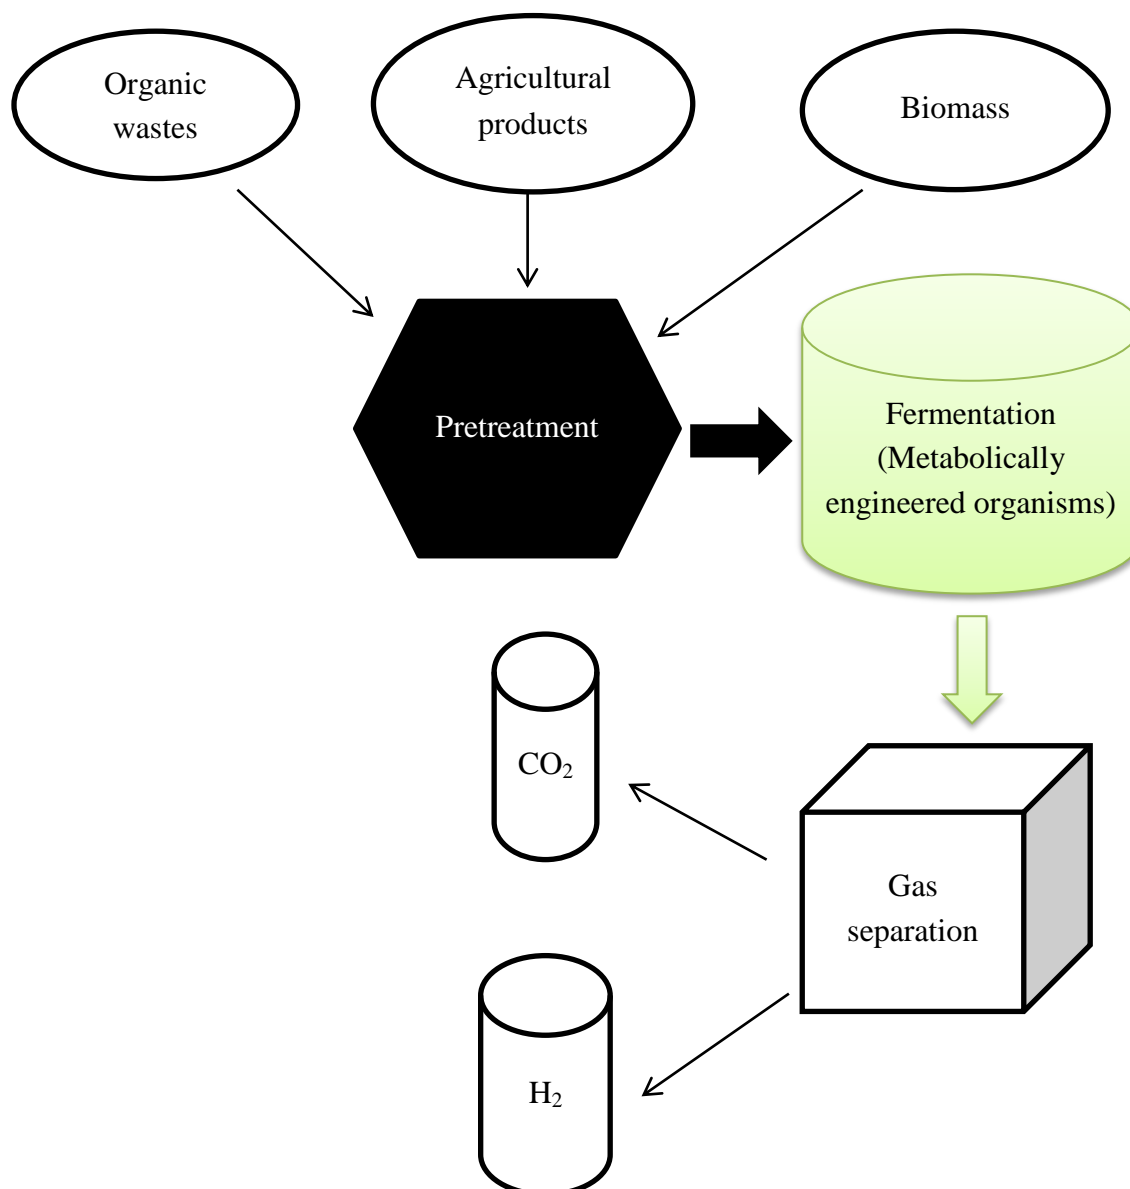 Organic
wastes
Agricultural
products
Biomass
Pretreatment
Fermentation
(Metabolically
engineered organisms)
CO₂
Gas
separation
H₂